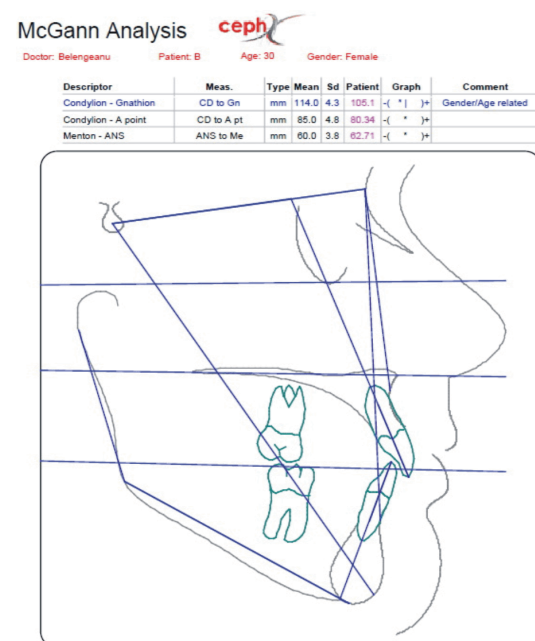 McGann Analysis
cephX
Doctor: Belengeanu Patient: B Age: 30 Gender: Female
Descriptor Meas. Type Mean Sd Patient Graph Comment
Condylion - Gnathion CD to Gn mm 114.0 4.3 105.1 -( *| )+ Gender/Age related
Condylion - A point CD to A pt mm 85.0 4.8 80.34 -( * )+
Menton - ANS ANS to Me mm 60.0 3.8 62.71 -( * )+